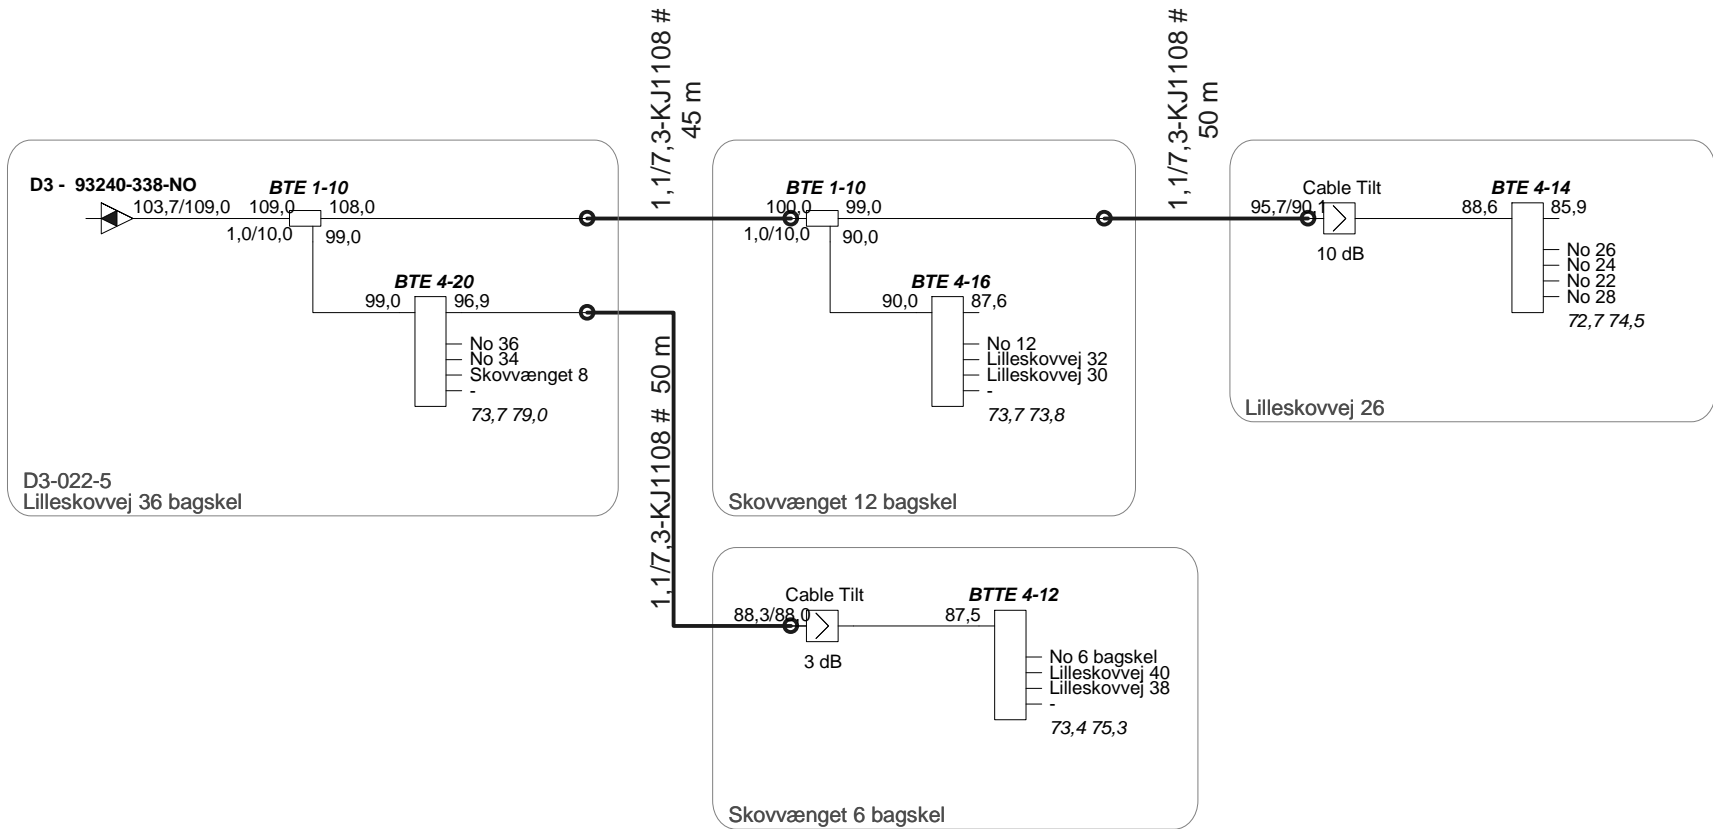 1,1/7,3-KJ1108 #
45 m
1,1/7,3-KJ1108 #
50 m
D3 - 93240-338-NO
BTE 1-10
103,7/109,0
109,0
108,0
1,0/10,0
99,0
BTE 4-20
99,0
96,9
No 36
No 34
Skovvænget 8
-
73,7 79,0
D3-022-5
Lilleskovvej 36 bagskel
1,1/7,3-KJ1108 # 50 m
BTE 1-10
100,0
99,0
1,0/10,0
90,0
BTE 4-16
90,0
87,6
No 12
Lilleskovvej 32
Lilleskovvej 30
-
73,7 73,8
Skovvænget 12 bagskel
Cable Tilt
95,7/90,1
10 dB
BTE 4-14
88,6
85,9
No 26
No 24
No 22
No 28
72,7 74,5
Lilleskovvej 26
Cable Tilt
88,3/88,0
3 dB
BTTE 4-12
87,5
No 6 bagskel
Lilleskovvej 40
Lilleskovvej 38
-
73,4 75,3
Skovvænget 6 bagskel